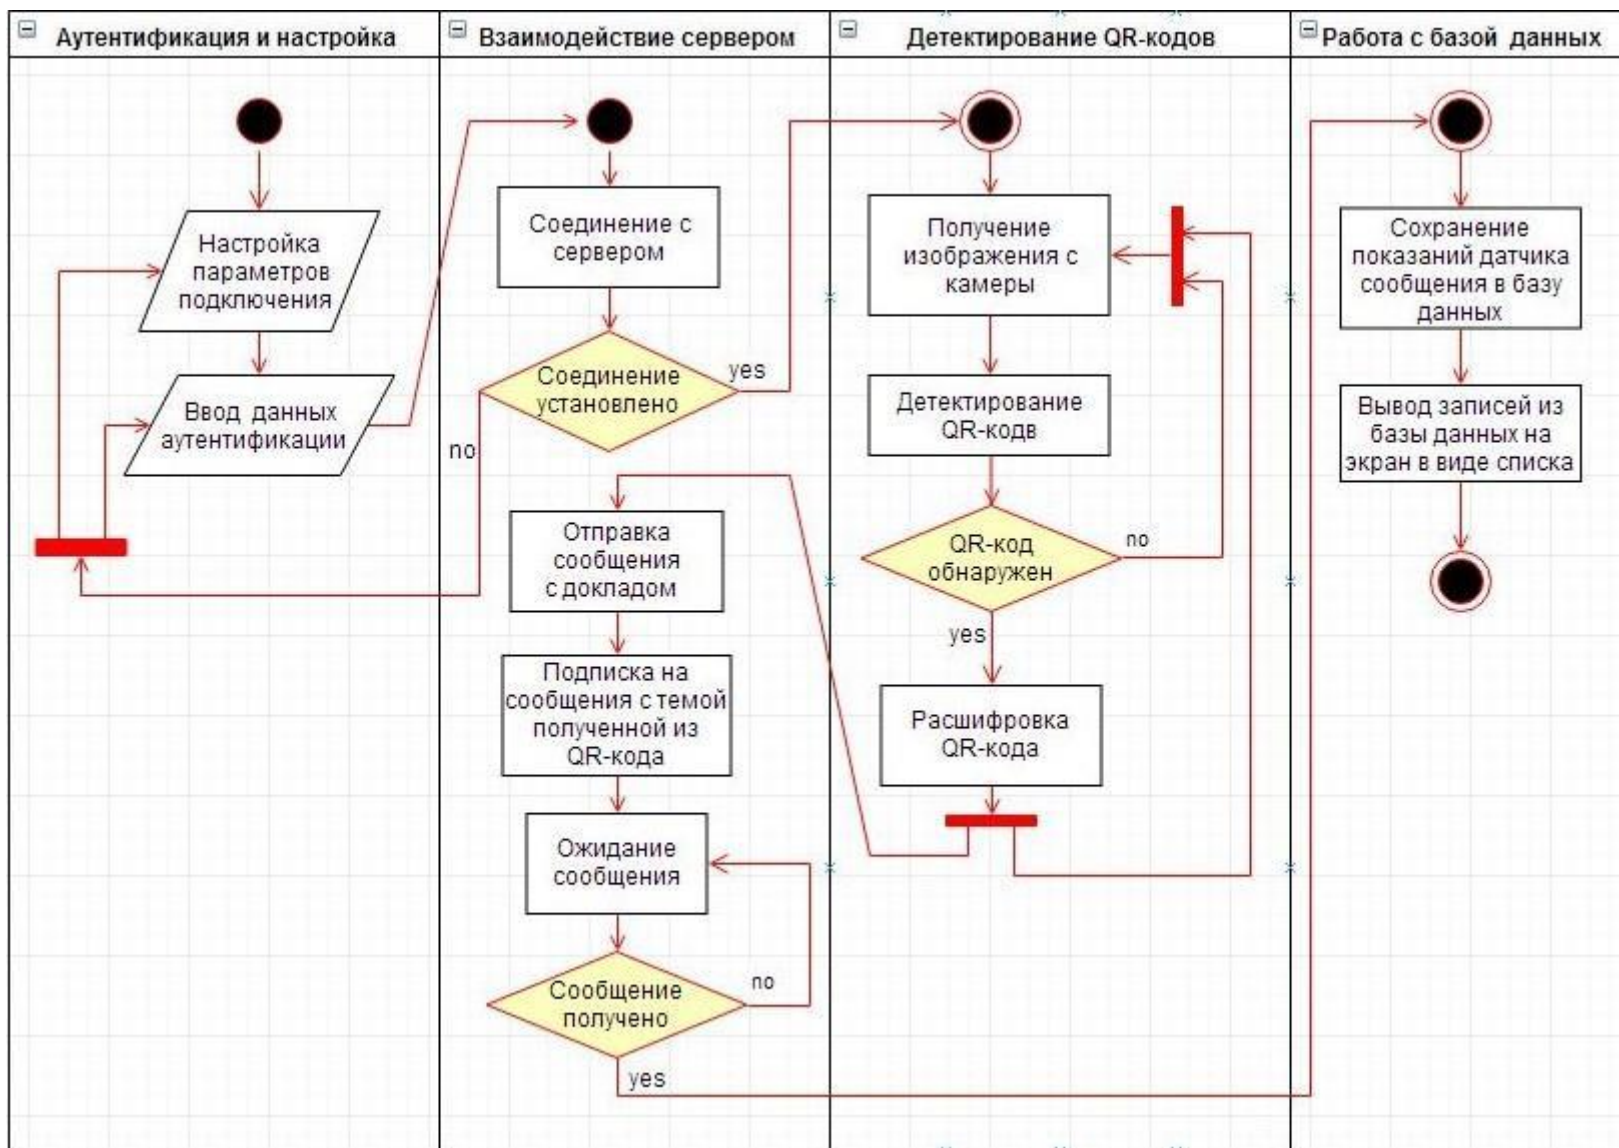 Аутентификация и настройка
Взаимодействие сервером
Детектирование QR-кодов
Работа с базой данных
Настройка
параметров
подключения
Ввод данных
аутентификации
Соединение с
сервером
Соединение
установлено
yes
no
Отправка
сообщения
с докладом
Подписка на
сообщения с темой
полученной из
QR-кода
Ожидание
сообщения
Сообщение
получено
no
yes
Получение
изображения с
камеры
Детектирование
QR-кодв
QR-код
обнаружен
no
yes
Расшифровка
QR-кода
Сохранение
показаний датчика
сообщения в базу
данных
Вывод записей из
базы данных на
экран в виде списка